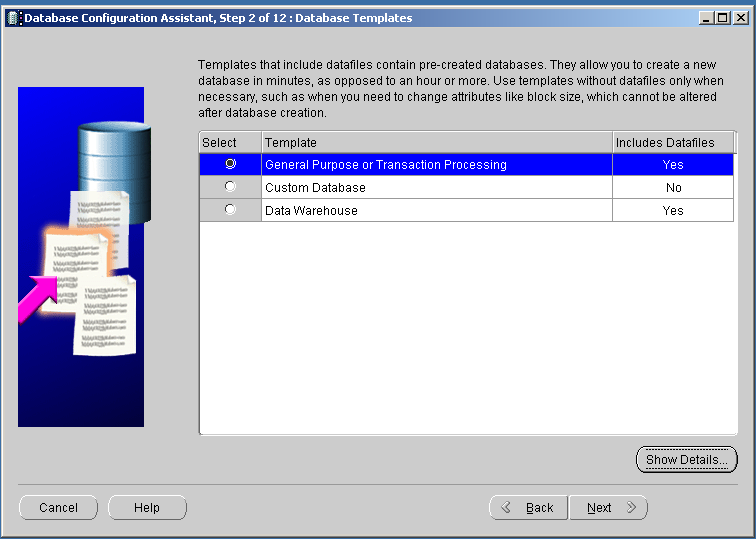 Database Configuration Assistant, Step 2 of 12 : Database Templates
Templates that include datafiles contain pre-created databases. They allow you to create a new
database in minutes, as opposed to an hour or more. Use templates without datafiles only when
necessary, such as when you need to change attributes like block size, which cannot be altered
after database creation.
Select Template Includes Datafiles
General Purpose or Transaction Processing Yes
Custom Database No
Data Warehouse Yes
Show Details...
Cancel Help Back Next